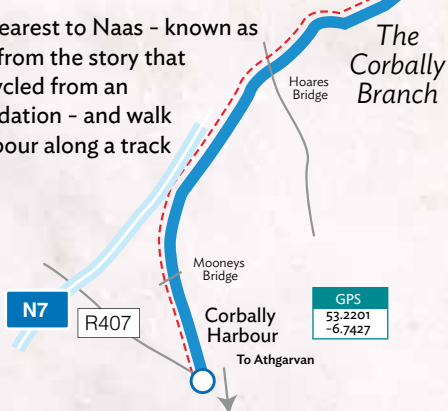 earest to Naas – known as
from the story that
ycled from an
dation – and walk
bour along a track
The
Corbally
Branch
Hoares
Bridge
Mooneys
Bridge
N7
R407
Corbally
Harbour
To Athgarvan
GPS
53.2201
-6.7427